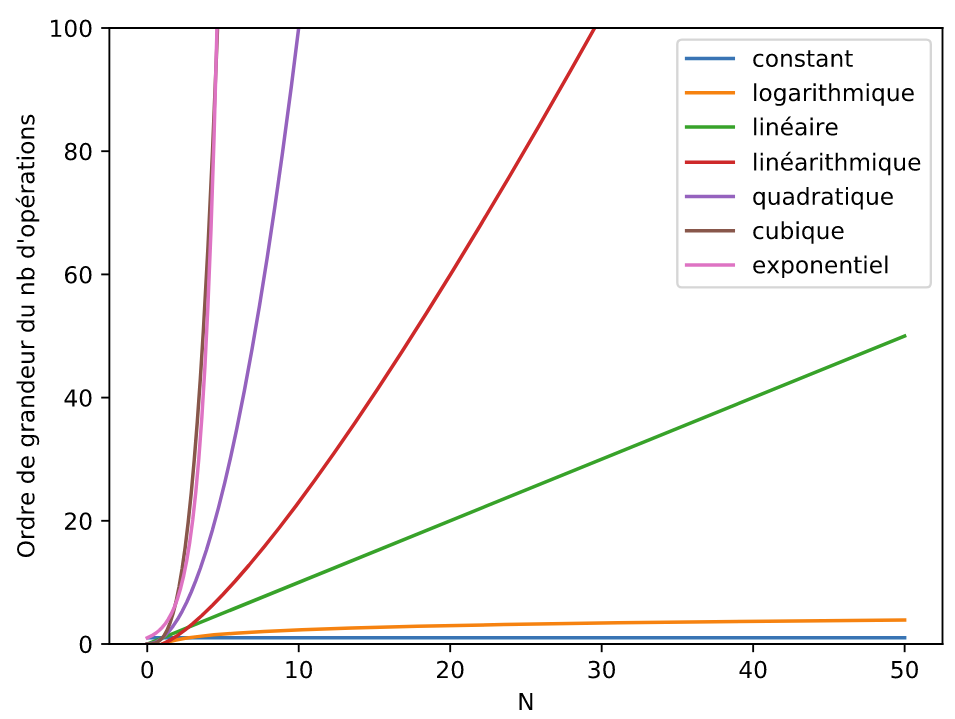 100
80
60
40
20
0
Ordre de grandeur du nb d'opérations
constant
logarithmique
linéaire
linéarithmique
quadratique
cubique
exponentiel
0 10 20 30 40 50
N